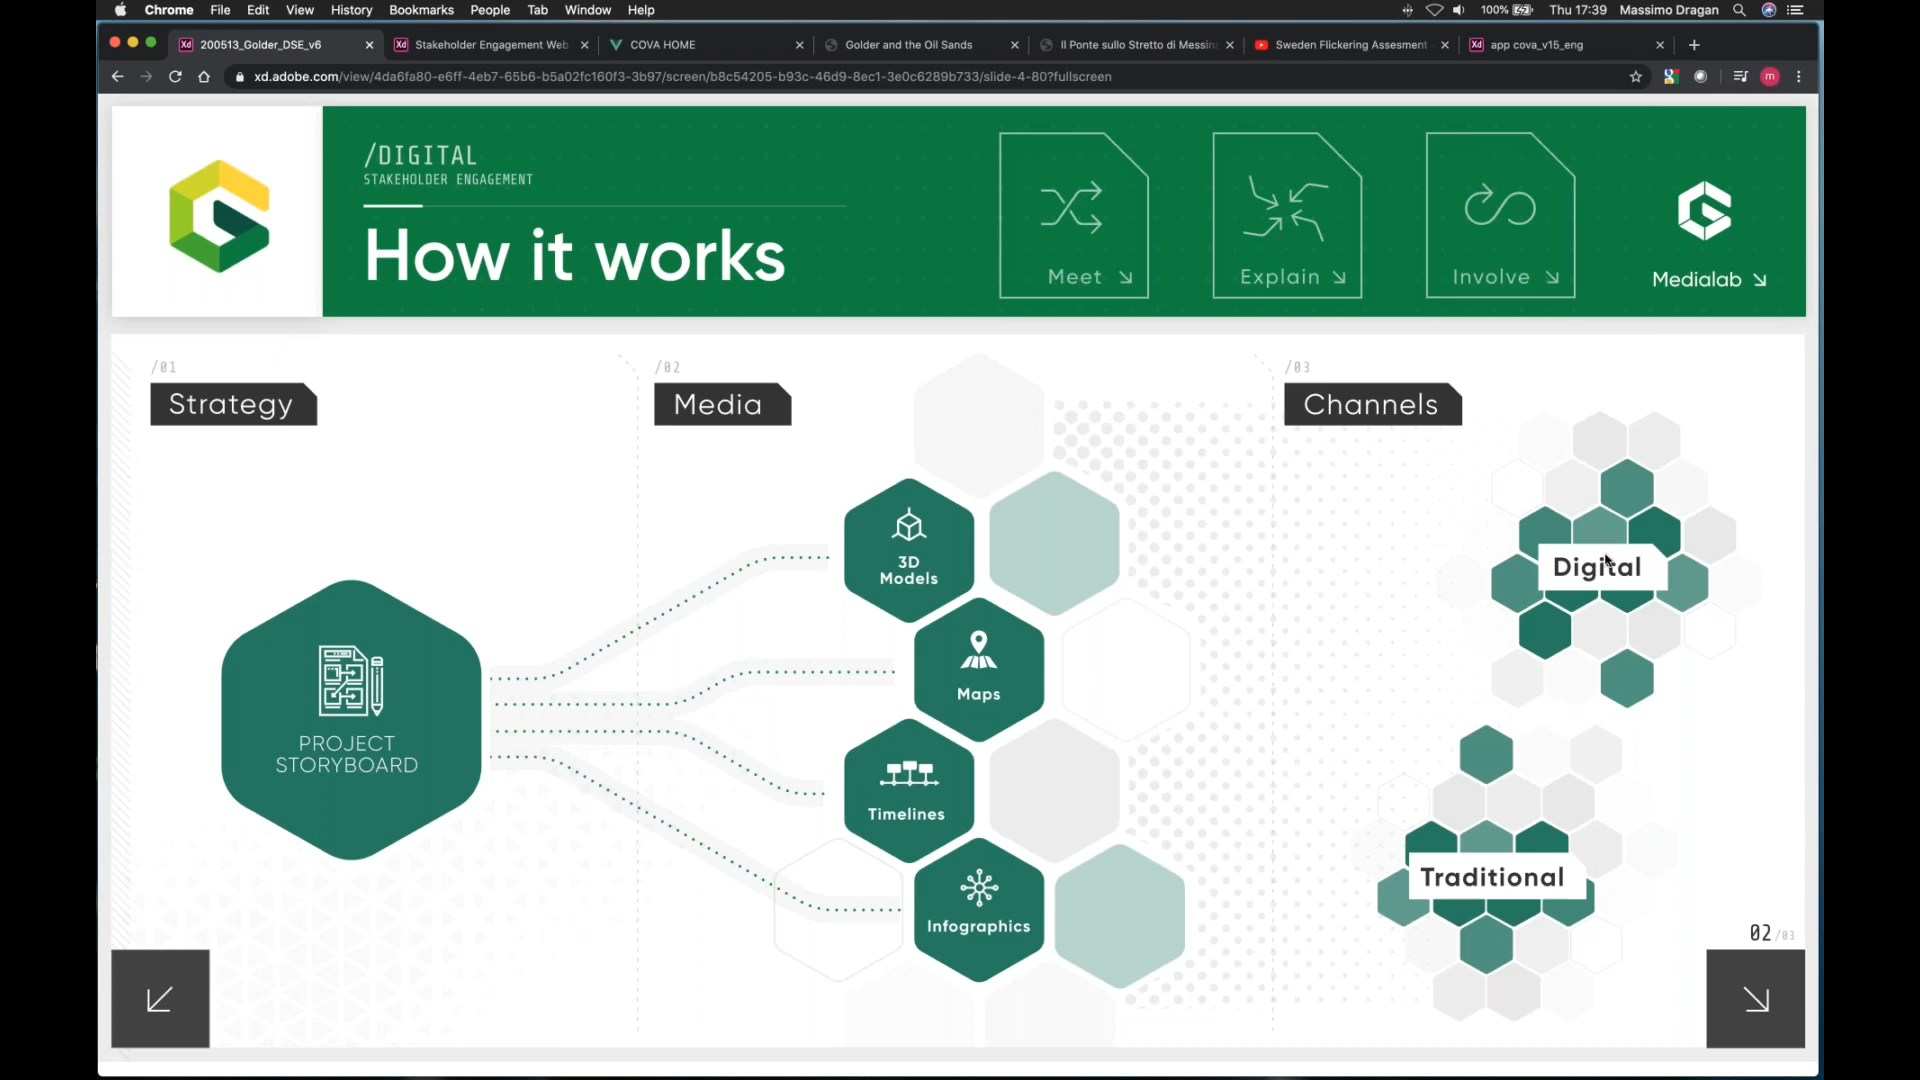 Chrome File Edit View History Bookmarks People Tab Window Help 100% Thu 17:39 Massimo Dragan
200513_Golder_DSE_v6 Stakeholder Engagement Web COVA HOME Golder and the Oil Sands Il Ponte sullo Stretto di Messin Sweden Flickering Assesment app cova_v15_eng
xd.adobe.com/view/4da6fa80-e6ff-4eb7-65b6-b5a02fc160f3-3b97/screen/b8c54205-b93c-46d9-8ec1-3e0c6289b733/slide-4-80?fullscreen
m
/DIGITAL
STAKEHOLDER ENGAGEMENT
How it works
Meet
Explain
Involve
Medialab
/01
Strategy
PROJECT
STORYBOARD
/02
Media
3D
Models
Maps
Timelines
Infographics
/03
Channels
Digital
Traditional
02/03